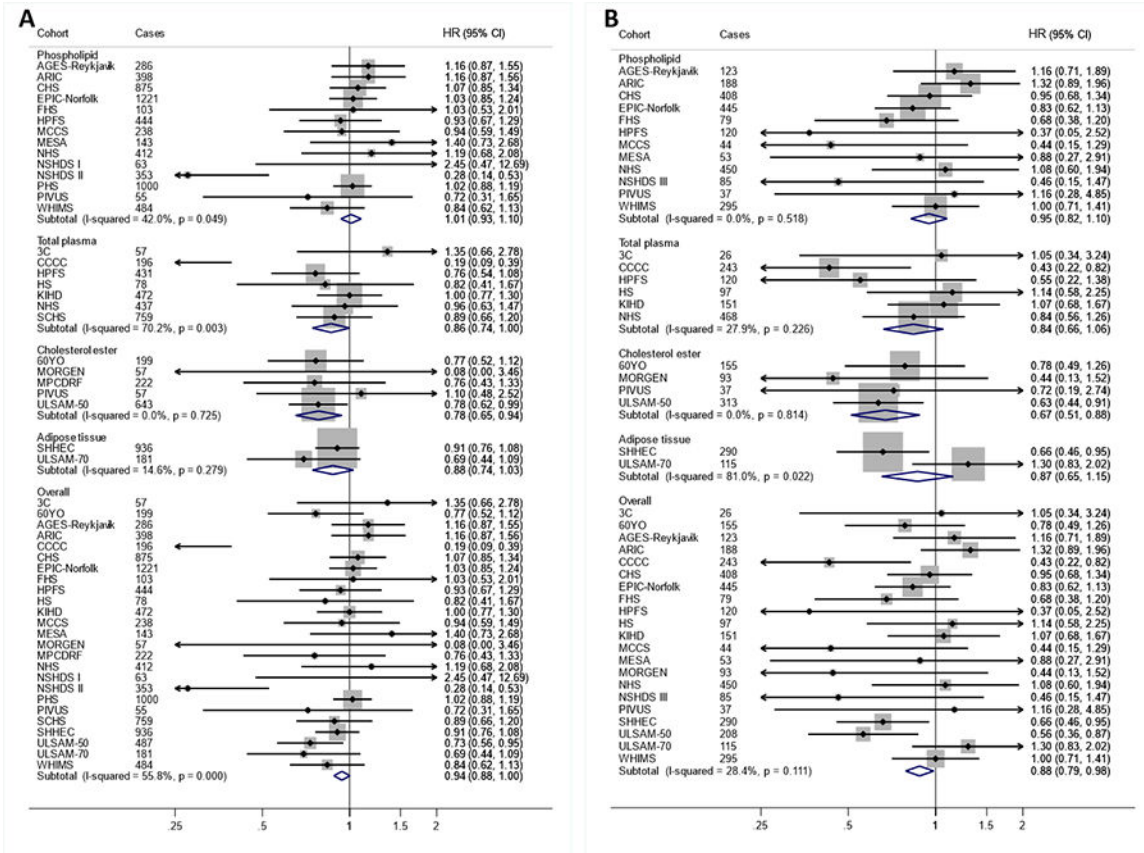 A
Cohort Cases HR (95% CI)
Phospholipid
AGES-Reykjavik 286 1.16 (0.87, 1.55)
ARIC 398 1.16 (0.87, 1.56)
CHS 875 1.07 (0.85, 1.34)
EPIC-Norfolk 1221 1.03 (0.85, 1.24)
FHS 103 1.03 (0.53, 2.01)
HPFS 444 0.93 (0.67, 1.29)
MCCS 238 0.94 (0.59, 1.49)
MESA 143 1.40 (0.73, 2.68)
NHS 412 1.19 (0.68, 2.08)
NSHDS I 63 2.45 (0.47, 12.69)
NSHDS II 353 0.28 (0.14, 0.53)
PHS 1000 1.02 (0.88, 1.19)
PIVUS 55 0.72 (0.31, 1.65)
WHIMS 484 0.84 (0.62, 1.13)
Subtotal (I-squared = 42.0%, p = 0.049) 1.01 (0.93, 1.10)
Total plasma
3C 57 1.35 (0.66, 2.78)
CCCC 196 0.19 (0.09, 0.39)
HPFS 431 0.76 (0.54, 1.08)
HS 78 0.82 (0.41, 1.67)
KIHD 472 1.00 (0.77, 1.30)
NHS 437 0.96 (0.63, 1.47)
SCHS 759 0.89 (0.66, 1.20)
Subtotal (I-squared = 70.2%, p = 0.003) 0.86 (0.74, 1.00)
Cholesterol ester
60YO 199 0.77 (0.52, 1.12)
MORGEN 57 0.08 (0.00, 3.46)
MPCDRF 222 0.76 (0.43, 1.33)
PIVUS 57 1.10 (0.48, 2.52)
ULSAM-50 643 0.78 (0.62, 0.99)
Subtotal (I-squared = 0.0%, p = 0.725) 0.78 (0.65, 0.94)
Adipose tissue
SHHEC 936 0.91 (0.76, 1.08)
ULSAM-70 181 0.69 (0.44, 1.09)
Subtotal (I-squared = 14.6%, p = 0.279) 0.88 (0.74, 1.03)
Overall
3C 57 1.35 (0.66, 2.78)
60YO 199 0.77 (0.52, 1.12)
AGES-Reykjavik 286 1.16 (0.87, 1.55)
ARIC 398 1.16 (0.87, 1.56)
CCCC 196 0.19 (0.09, 0.39)
CHS 875 1.07 (0.85, 1.34)
EPIC-Norfolk 1221 1.03 (0.85, 1.24)
FHS 103 1.03 (0.53, 2.01)
HPFS 444 0.93 (0.67, 1.29)
HS 78 0.82 (0.41, 1.67)
KIHD 472 1.00 (0.77, 1.30)
MCCS 238 0.94 (0.59, 1.49)
MESA 143 1.40 (0.73, 2.68)
MORGEN 57 0.08 (0.00, 3.46)
MPCDRF 222 0.76 (0.43, 1.33)
NHS 412 1.19 (0.68, 2.08)
NSHDS I 63 2.45 (0.47, 12.69)
NSHDS II 353 0.28 (0.14, 0.53)
PHS 1000 1.02 (0.88, 1.19)
PIVUS 55 0.72 (0.31, 1.65)
SCHS 759 0.89 (0.66, 1.20)
SHHEC 936 0.91 (0.76, 1.08)
ULSAM-50 487 0.73 (0.56, 0.95)
ULSAM-70 181 0.69 (0.44, 1.09)
WHIMS 484 0.84 (0.62, 1.13)
Subtotal (I-squared = 55.8%, p = 0.000) 0.94 (0.88, 1.00)
.25 .5 1 1.5 2
B
Cohort Cases HR (95% CI)
Phospholipid
AGES-Reykjavik 123 1.16 (0.71, 1.89)
ARIC 188 1.32 (0.89, 1.96)
CHS 408 0.95 (0.68, 1.34)
EPIC-Norfolk 445 0.83 (0.62, 1.13)
FHS 79 0.68 (0.38, 1.20)
HPFS 120 0.37 (0.05, 2.52)
MCCS 44 0.44 (0.15, 1.29)
MESA 53 0.88 (0.27, 2.91)
NHS 450 1.08 (0.60, 1.94)
NSHDS III 85 0.46 (0.15, 1.47)
PIVUS 37 1.16 (0.28, 4.85)
WHIMS 295 1.00 (0.71, 1.41)
Subtotal (I-squared = 0.0%, p = 0.518) 0.95 (0.82, 1.10)
Total plasma
3C 26 1.05 (0.34, 3.24)
CCCC 243 0.43 (0.22, 0.82)
HPFS 120 0.55 (0.22, 1.38)
HS 97 1.14 (0.58, 2.25)
KIHD 151 1.07 (0.68, 1.67)
NHS 468 0.84 (0.56, 1.26)
Subtotal (I-squared = 27.9%, p = 0.226) 0.84 (0.66, 1.06)
Cholesterol ester
60YO 155 0.78 (0.49, 1.26)
MORGEN 93 0.44 (0.13, 1.52)
PIVUS 37 0.72 (0.19, 2.74)
ULSAM-50 313 0.63 (0.44, 0.91)
Subtotal (I-squared = 0.0%, p = 0.814) 0.67 (0.51, 0.88)
Adipose tissue
SHHEC 290 0.66 (0.46, 0.95)
ULSAM-70 115 1.30 (0.83, 2.02)
Subtotal (I-squared = 81.0%, p = 0.022) 0.87 (0.65, 1.15)
Overall
3C 26 1.05 (0.34, 3.24)
60YO 155 0.78 (0.49, 1.26)
AGES-Reykjavik 123 1.16 (0.71, 1.89)
ARIC 188 1.32 (0.89, 1.96)
CCCC 243 0.43 (0.22, 0.82)
CHS 408 0.95 (0.68, 1.34)
EPIC-Norfolk 445 0.83 (0.62, 1.13)
FHS 79 0.68 (0.38, 1.20)
HPFS 120 0.37 (0.05, 2.52)
HS 97 1.14 (0.58, 2.25)
KIHD 151 1.07 (0.68, 1.67)
MCCS 44 0.44 (0.15, 1.29)
MESA 53 0.88 (0.27, 2.91)
MORGEN 93 0.44 (0.13, 1.52)
NHS 450 1.08 (0.60, 1.94)
NSHDS III 85 0.46 (0.15, 1.47)
PIVUS 37 1.16 (0.28, 4.85)
SHHEC 290 0.66 (0.46, 0.95)
ULSAM-50 208 0.56 (0.36, 0.87)
ULSAM-70 115 1.30 (0.83, 2.02)
WHIMS 295 1.00 (0.71, 1.41)
Subtotal (I-squared = 28.4%, p = 0.111) 0.88 (0.79, 0.98)
.25 .5 1 1.5 2